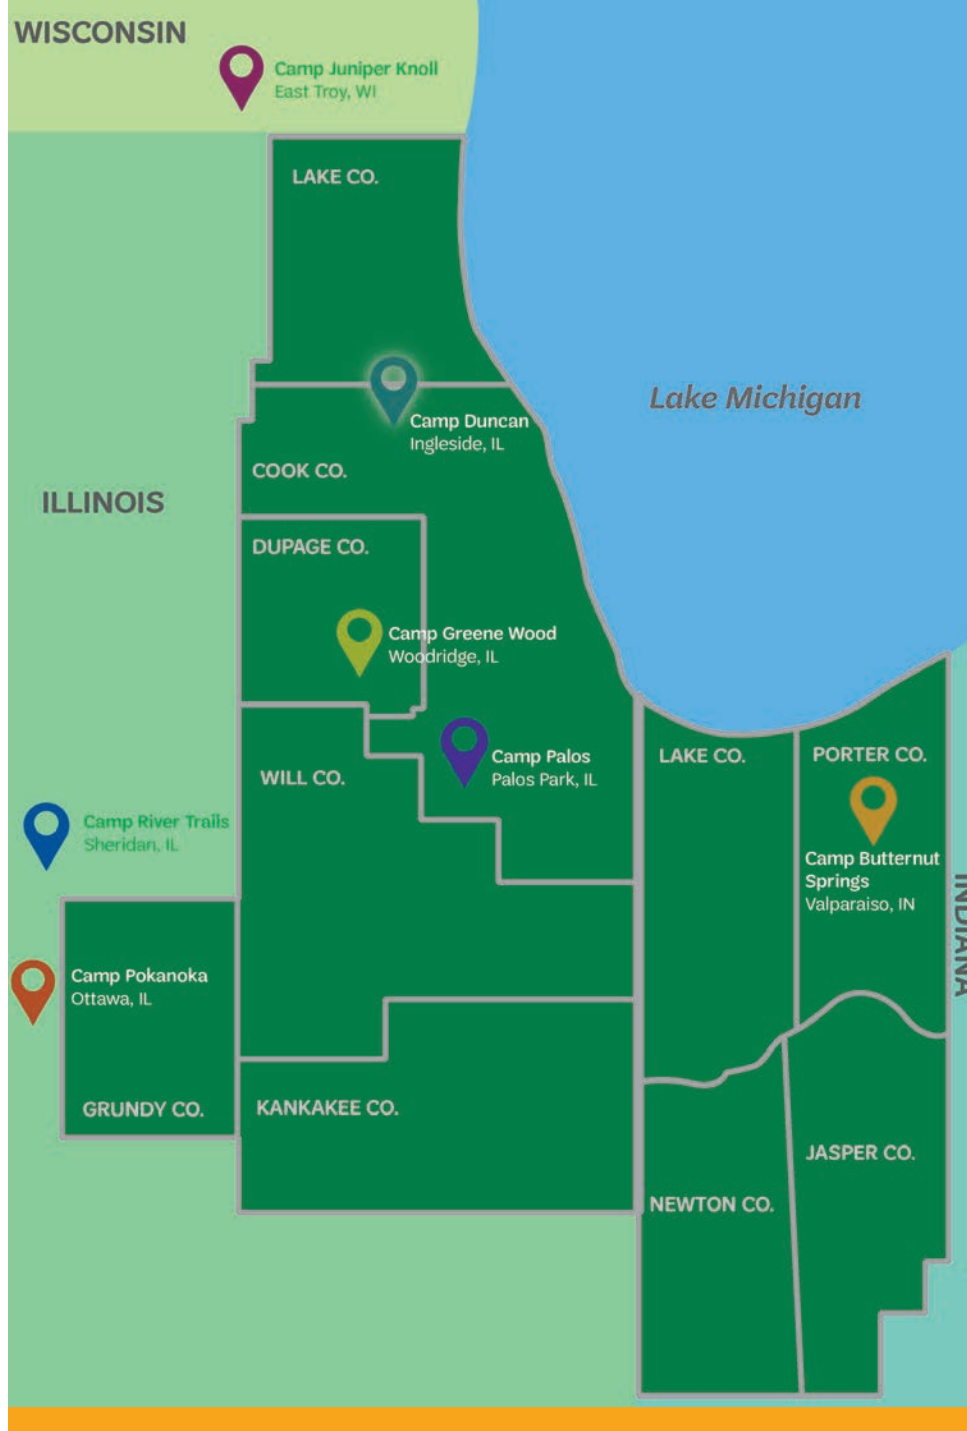 WISCONSIN
Camp Juniper Knoll
East Troy, WI
LAKE CO.
Lake Michigan
Camp Duncan
Ingleside, IL
COOK CO.
ILLINOIS
DUPAGE CO.
Camp Greene Wood
Woodridge, IL
WILL CO.
Camp Palos
Palos Park, IL
LAKE CO.
PORTER CO.
Camp River Trails
Sheridan, IL
Camp Butternut
Springs
Valparaiso, IN
INDIANA
Camp Pokanoka
Ottawa, IL
GRUNDY CO.
KANKAKEE CO.
JASPER CO.
NEWTON CO.